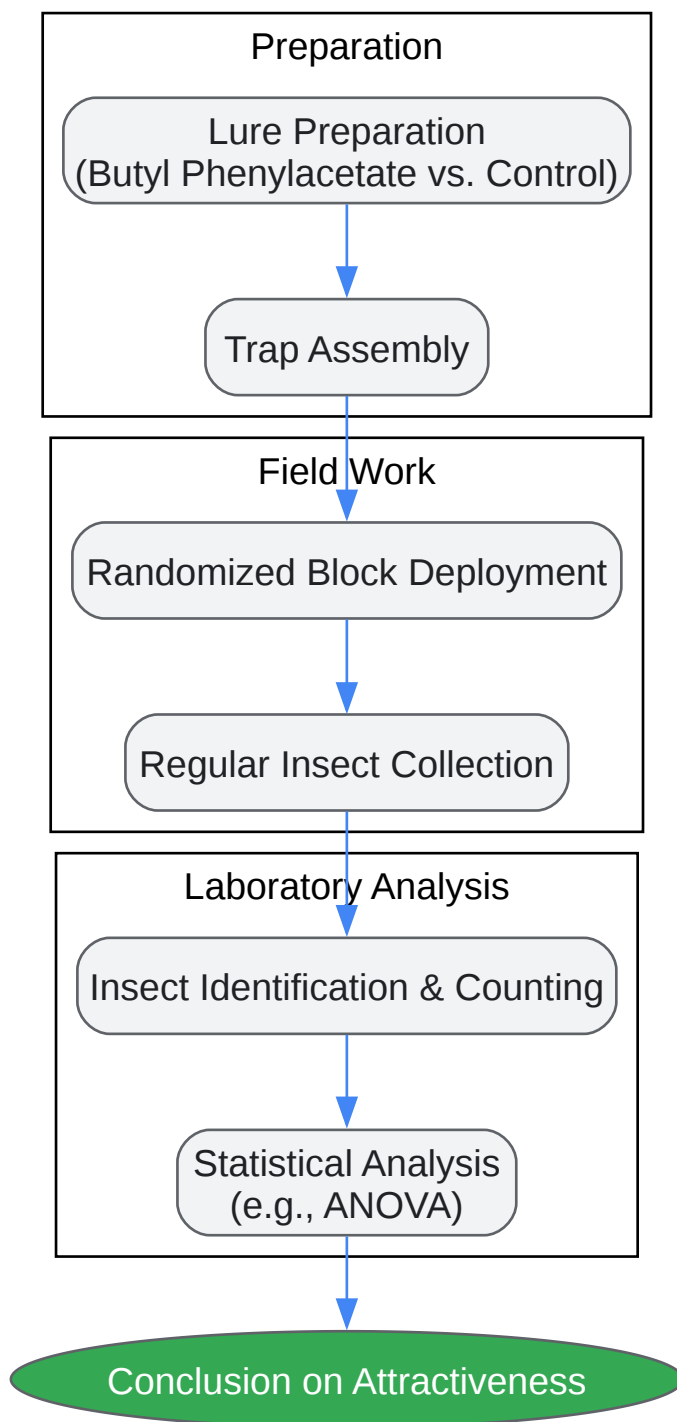 Preparation
Lure Preparation
(Butyl Phenylacetate vs. Control)
Trap Assembly
Field Work
Randomized Block Deployment
Regular Insect Collection
Laboratory Analysis
Insect Identification & Counting
Statistical Analysis
(e.g., ANOVA)
Conclusion on Attractiveness